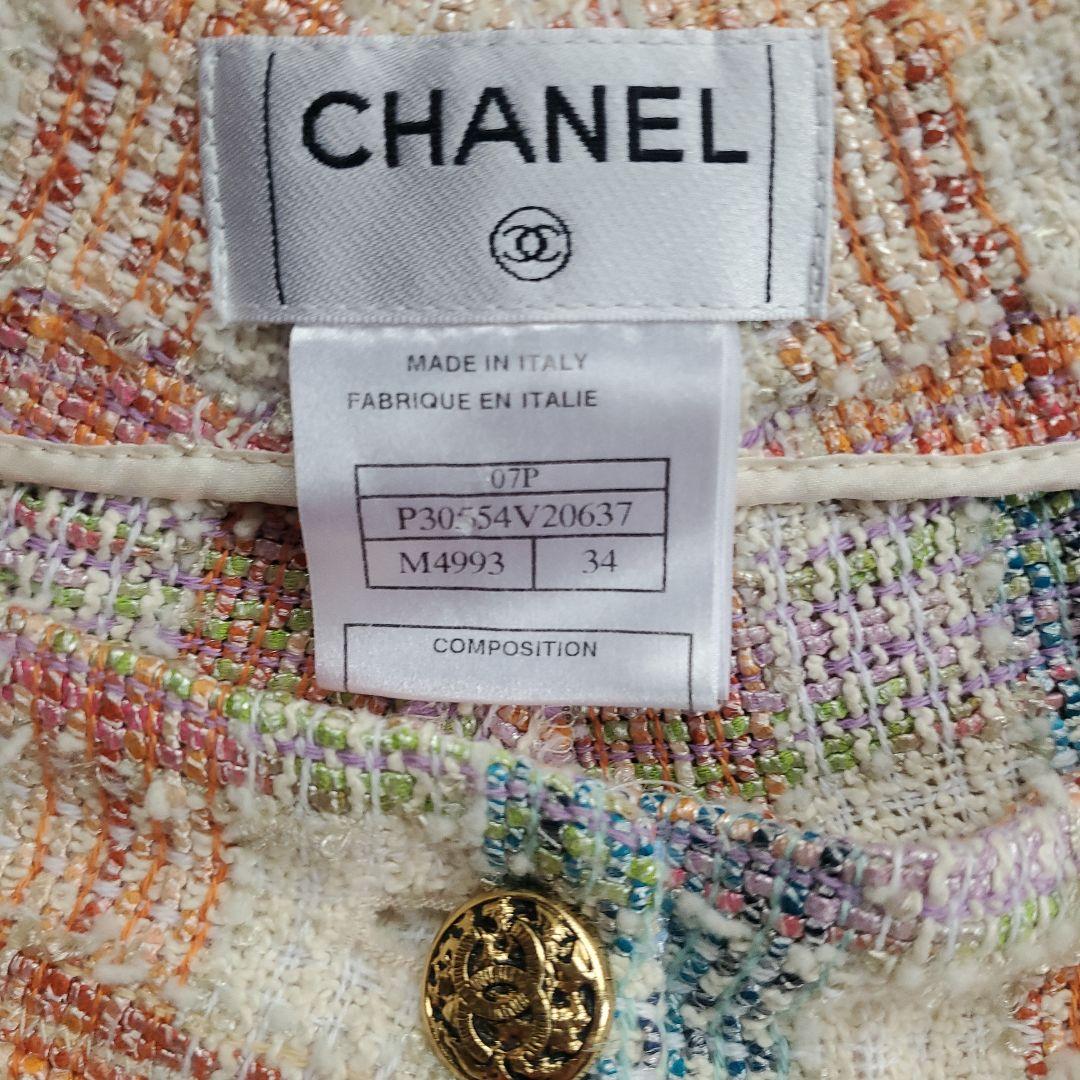 CHANEL
MADE IN ITALY
FABRIQUE EN ITALIE
07P
P30554V20637
M4993 34
COMPOSITION